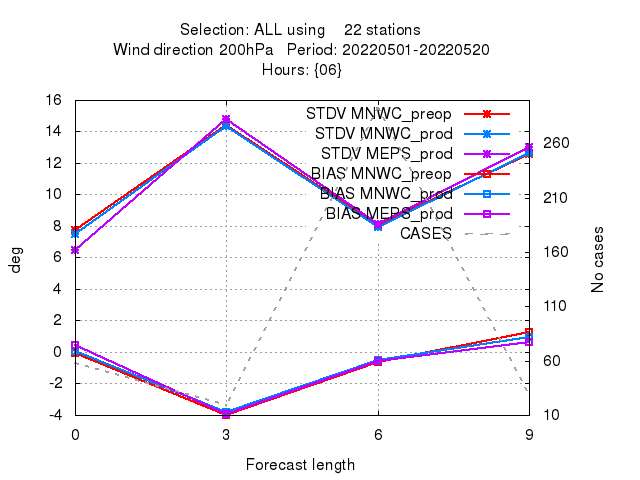 Selection: ALL using 22 stations
Wind direction 200hPa Period: 20220501-20220520
Hours: {06}
16
14
12
10
8
6
4
2
0
-2
-4
deg
STDV MNWC_preop
STDV MNWC_prod
STDV MEPS_prod
BIAS MNWC_preop
BIAS MNWC_prod
BIAS MEPS_prod
CASES
260
210
160
110
60
10
No cases
0 3 6 9
Forecast length